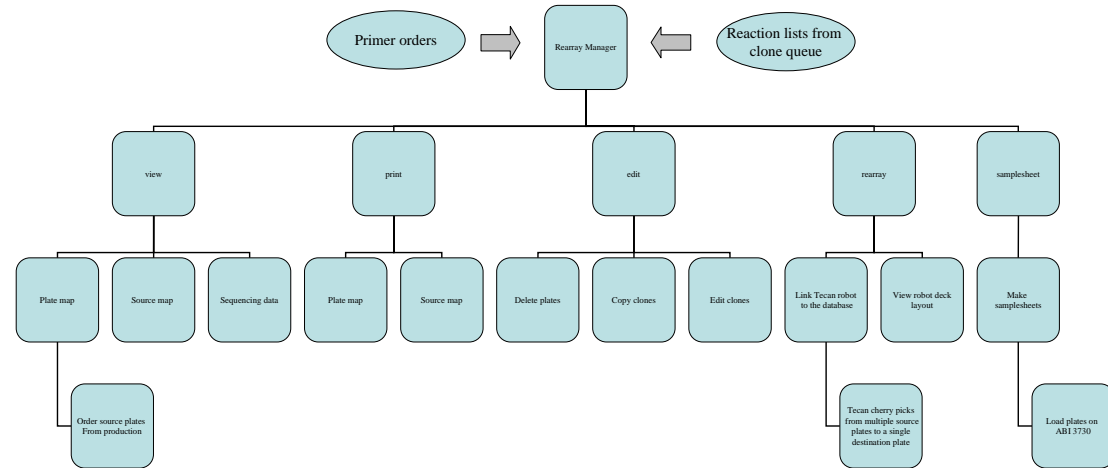 Primer orders
Rearray Manager
Reaction lists from
clone queue
view
print
edit
rearray
samplesheet
Plate map
Source map
Sequencing data
Plate map
Source map
Delete plates
Copy clones
Edit clones
Link Tecan robot
to the database
View robot deck
layout
Make
samplesheets
Order source plates
From production
Tecan cherry picks
from multiple source
plates to a single
destination plate
Load plates on
ABI 3730